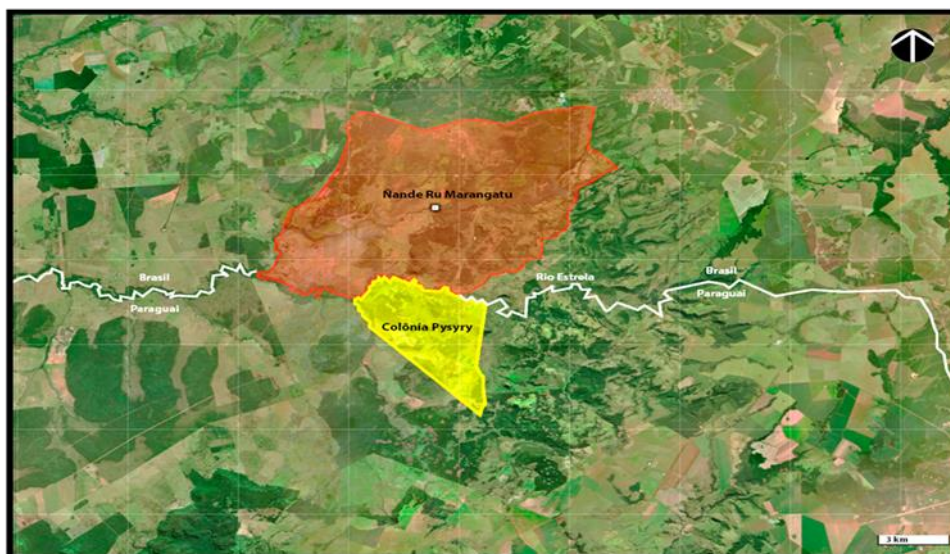 Ñande Ru Marangatu
Brasil
Paraguai
Rio Estrela
Brasil
Paraguai
Colônia Pysyry
3 km